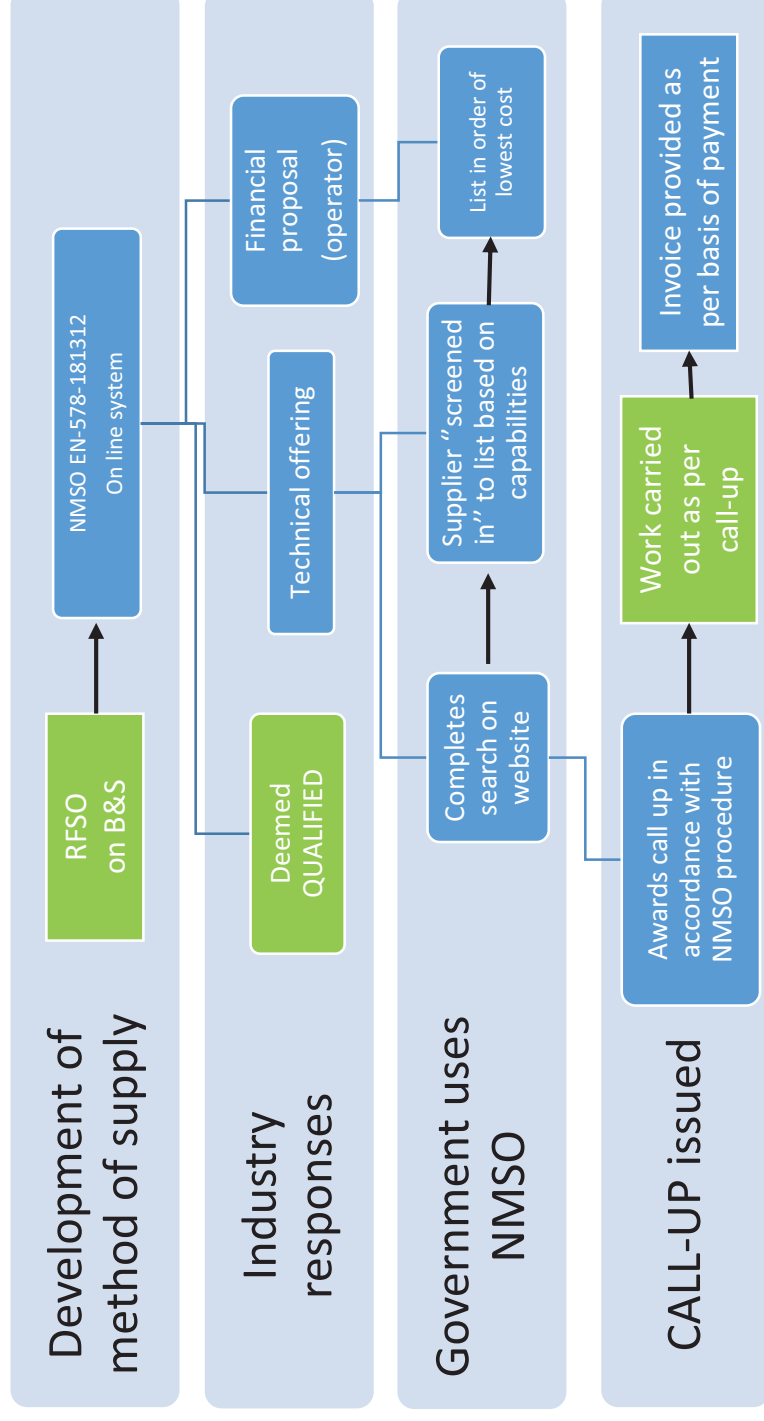 Development of
method of supply
RFSO
on B&S
NMSO EN-578-181312
On line system
Industry
responses
Deemed
QUALIFIED
Technical offering
Financial
proposal
(operator)
Government uses
NMSO
Completes
search on
website
Supplier “screened
in” to list based on
capabilities
List in order of
lowest cost
CALL-UP issued
Awards call up in
accordance with
NMSO procedure
Work carried
out as per
call-up
Invoice provided as
per basis of payment